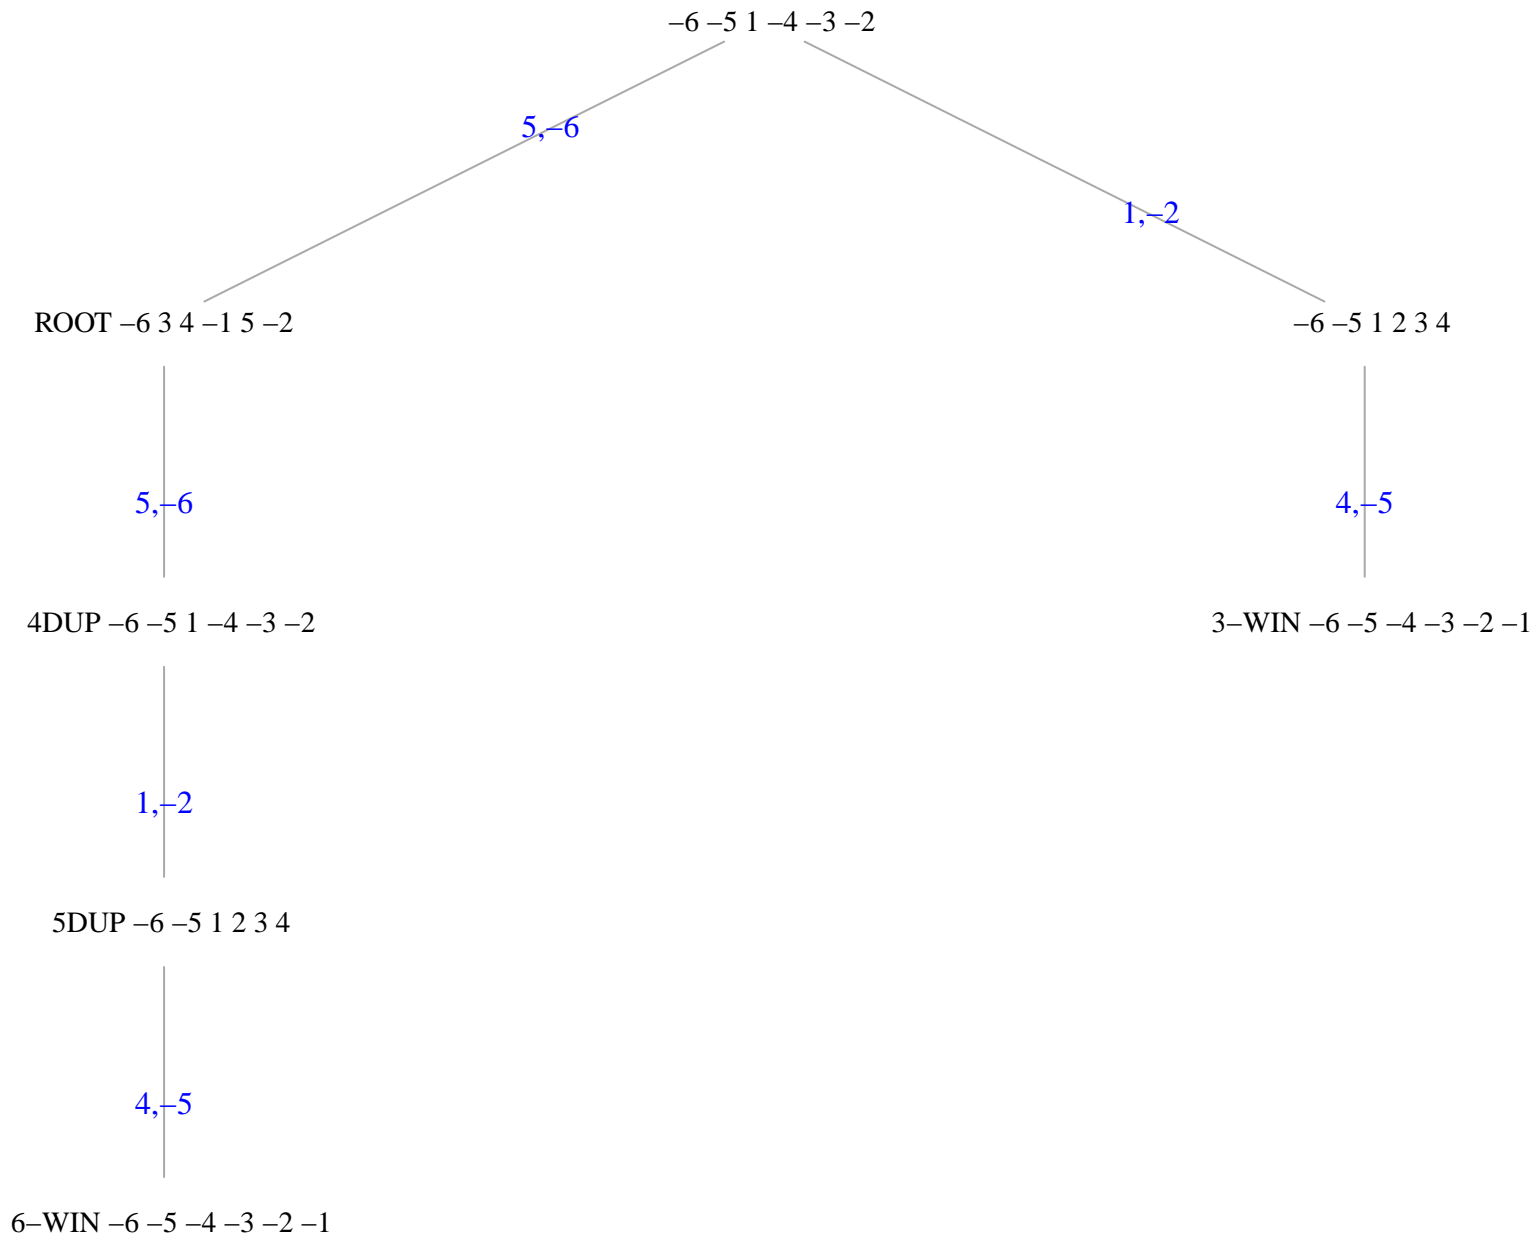 –6 –5 1 –4 –3 –2
5,–6
1,–2
ROOT –6 3 4 –1 5 –2
–6 –5 1 2 3 4
5,–6
4,–5
4DUP –6 –5 1 –4 –3 –2
3–WIN –6 –5 –4 –3 –2 –1
1,–2
5DUP –6 –5 1 2 3 4
4,–5
6–WIN –6 –5 –4 –3 –2 –1